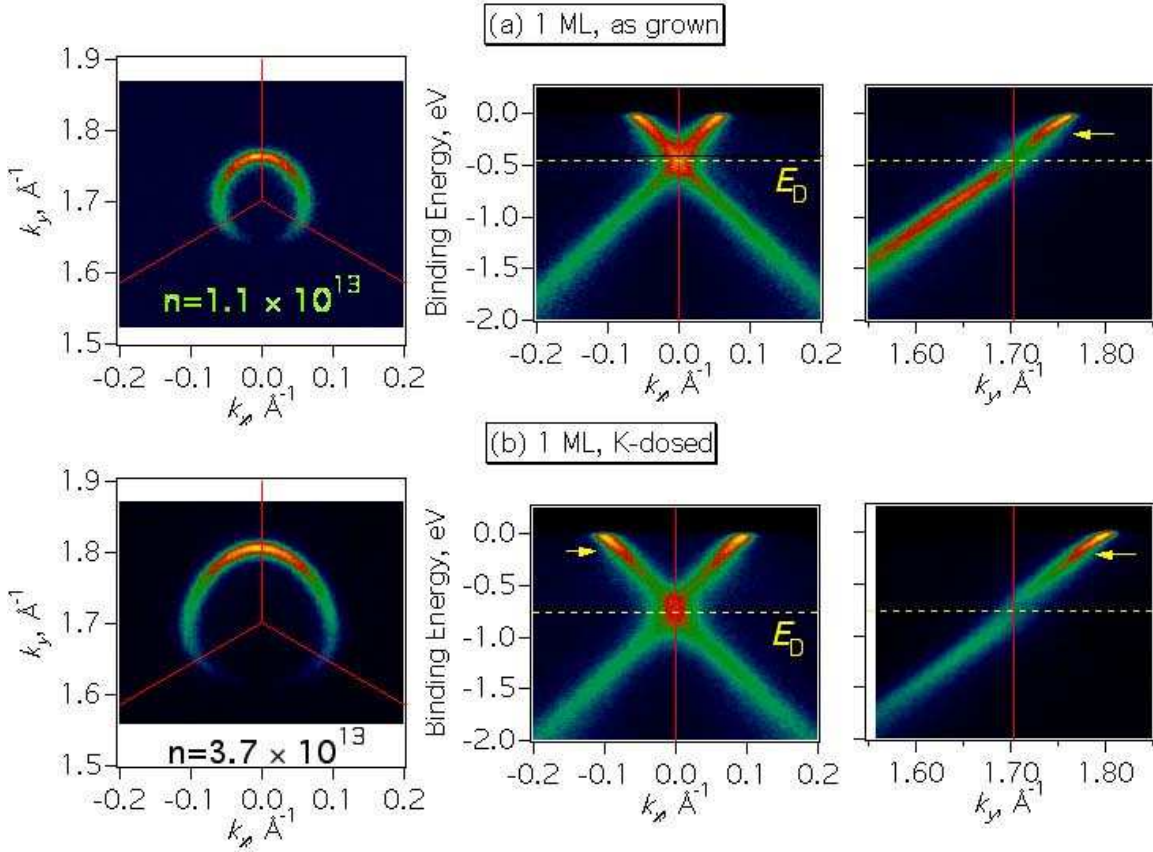 (a) 1 ML, as grown
1.9
1.8
1.7
1.6
1.5
k_y, Å⁻¹
n=1.1 × 10¹³
-0.2 -0.1 0.0 0.1 0.2
k_x, Å⁻¹
Binding Energy, eV
0.0
-0.5
-1.0
-1.5
-2.0
E_D
-0.2 -0.1 0.0 0.1 0.2
k_x, Å⁻¹
1.60 1.70 1.80
k_y, Å⁻¹
(b) 1 ML, K-dosed
1.9
1.8
1.7
1.6
1.5
k_y, Å⁻¹
n=3.7 × 10¹³
-0.2 -0.1 0.0 0.1 0.2
k_x, Å⁻¹
Binding Energy, eV
0.0
-0.5
-1.0
-1.5
-2.0
E_D
-0.2 -0.1 0.0 0.1 0.2
k_x, Å⁻¹
1.60 1.70 1.80
k_y, Å⁻¹